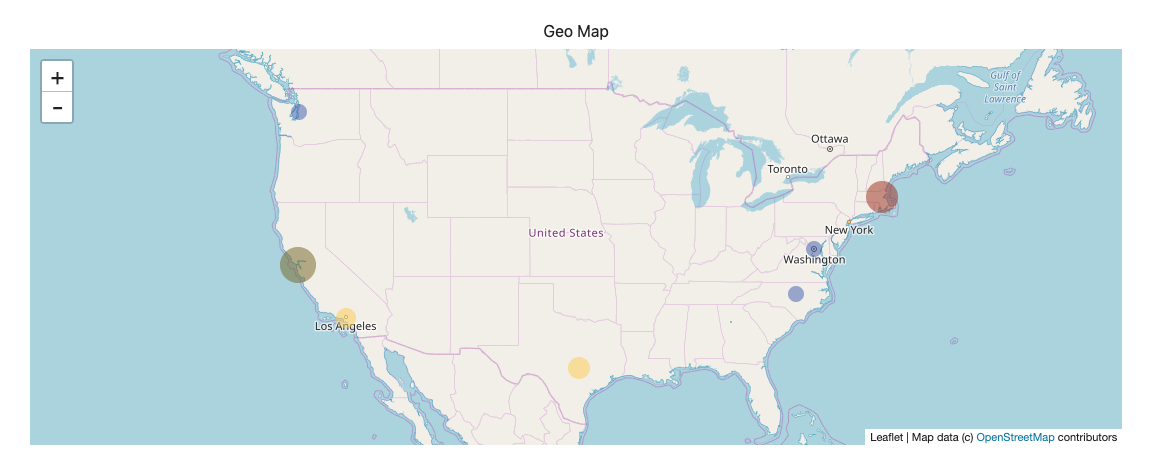 Geo Map
+
-
Gulf of
Saint
Lawrence
Ottawa
Toronto
New York
United States
Washington
Los Angeles
Leaflet | Map data (c) OpenStreetMap contributors